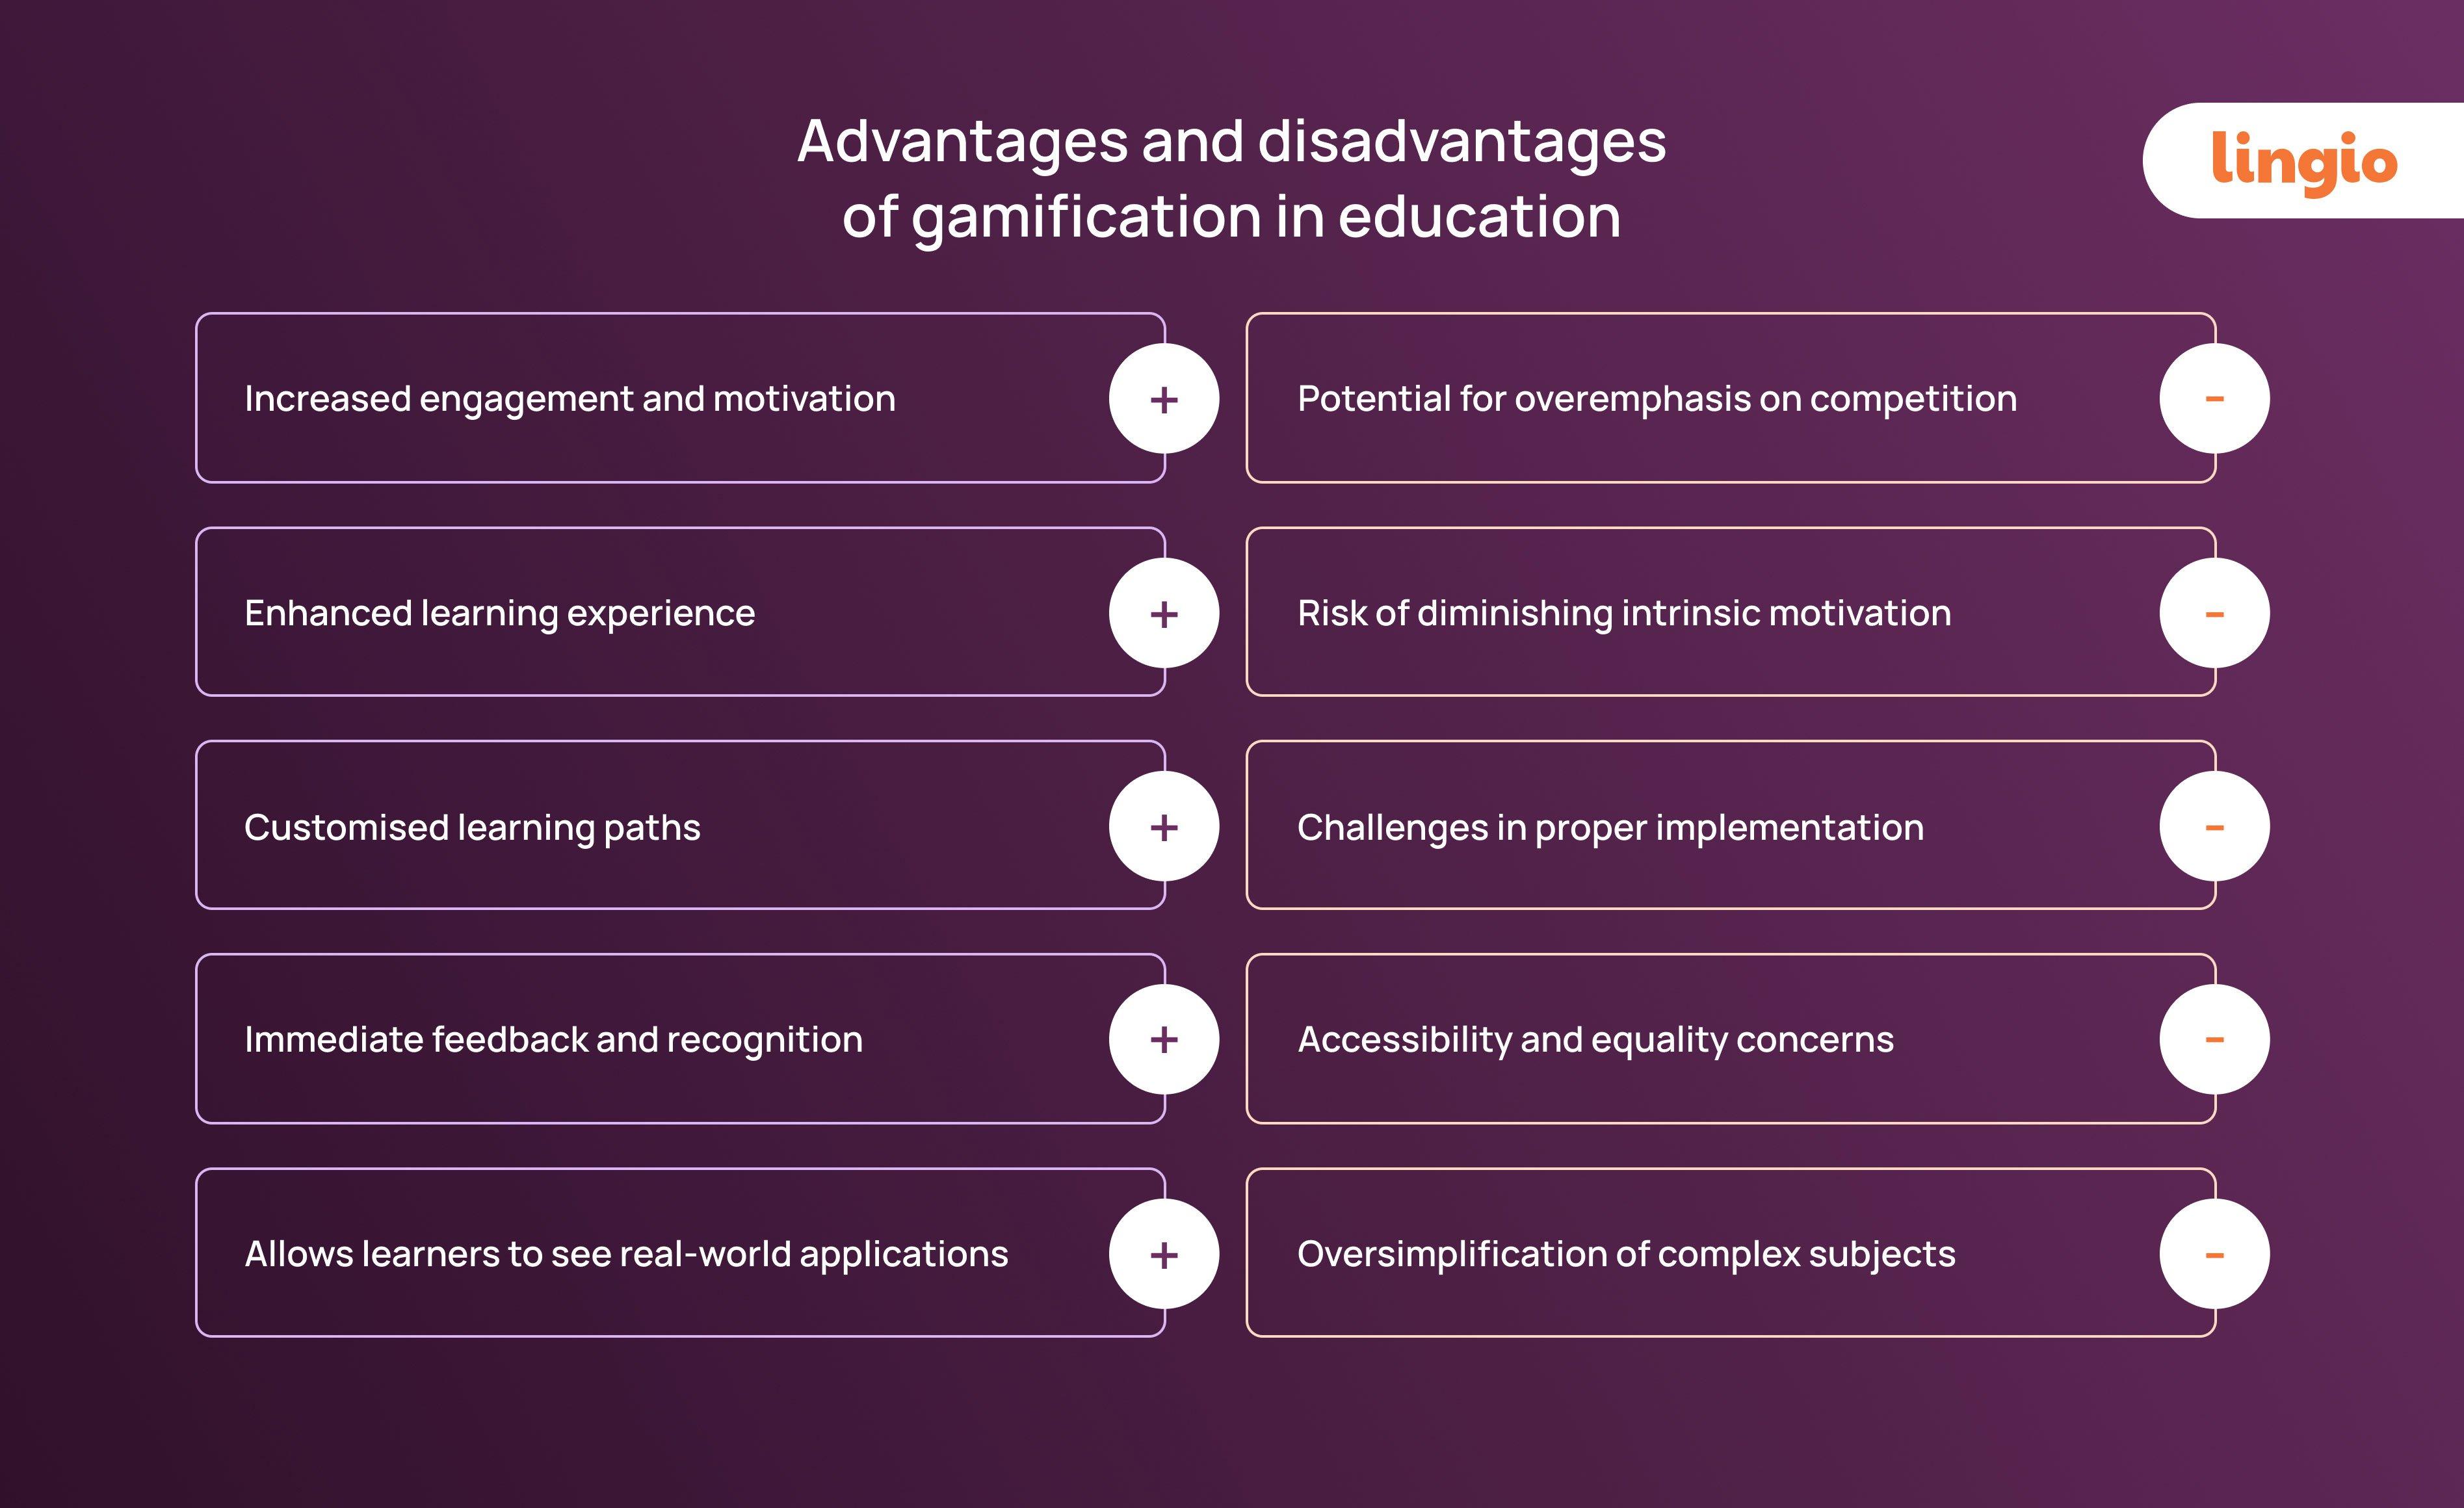 Advantages and disadvantages
of gamification in education
lingio
Increased engagement and motivation
+
Potential for overemphasis on competition
-
Enhanced learning experience
+
Risk of diminishing intrinsic motivation
-
Customised learning paths
+
Challenges in proper implementation
-
Immediate feedback and recognition
+
Accessibility and equality concerns
-
Allows learners to see real-world applications
+
Oversimplification of complex subjects
-